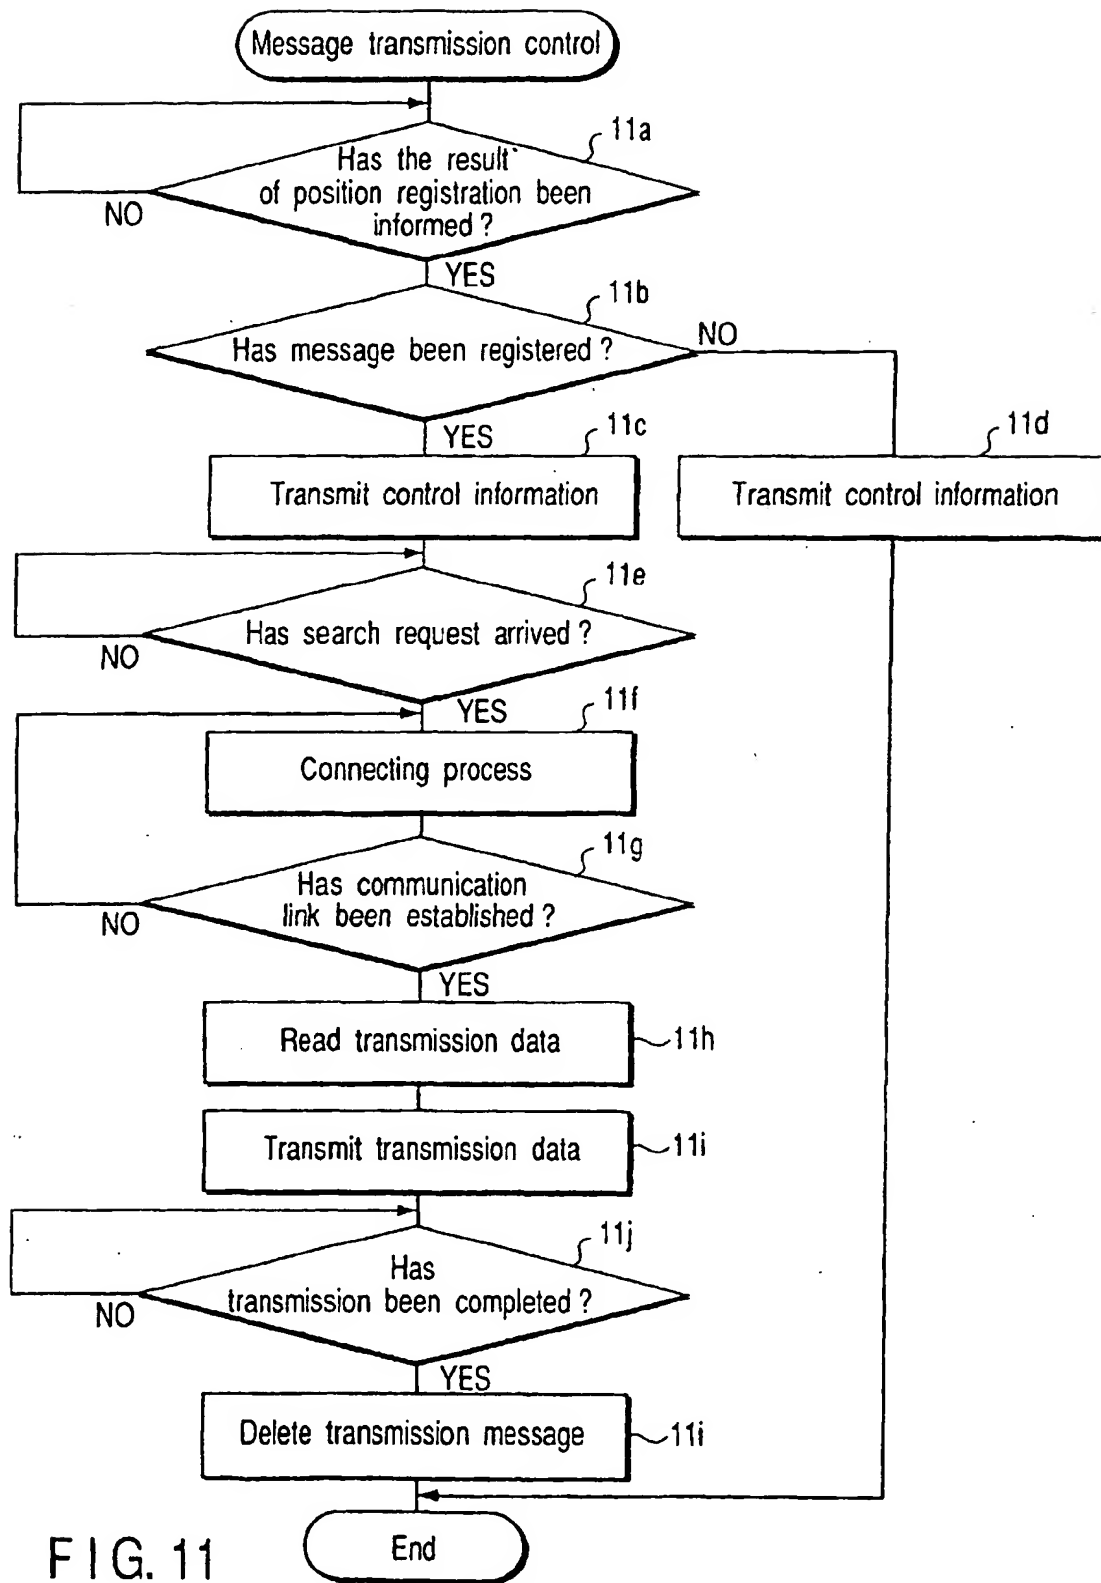 Message transmission control
11a
Has the result
of position registration been
informed ?
NO
YES
11b
Has message been registered ?
NO
YES
11c
11d
Transmit control information
Transmit control information
11e
Has search request arrived ?
NO
YES
11f
Connecting process
11g
Has communication
link been established ?
NO
YES
Read transmission data
11h
Transmit transmission data
11i
11j
Has
transmission been completed ?
NO
YES
Delete transmission message
11i
End
FIG. 11